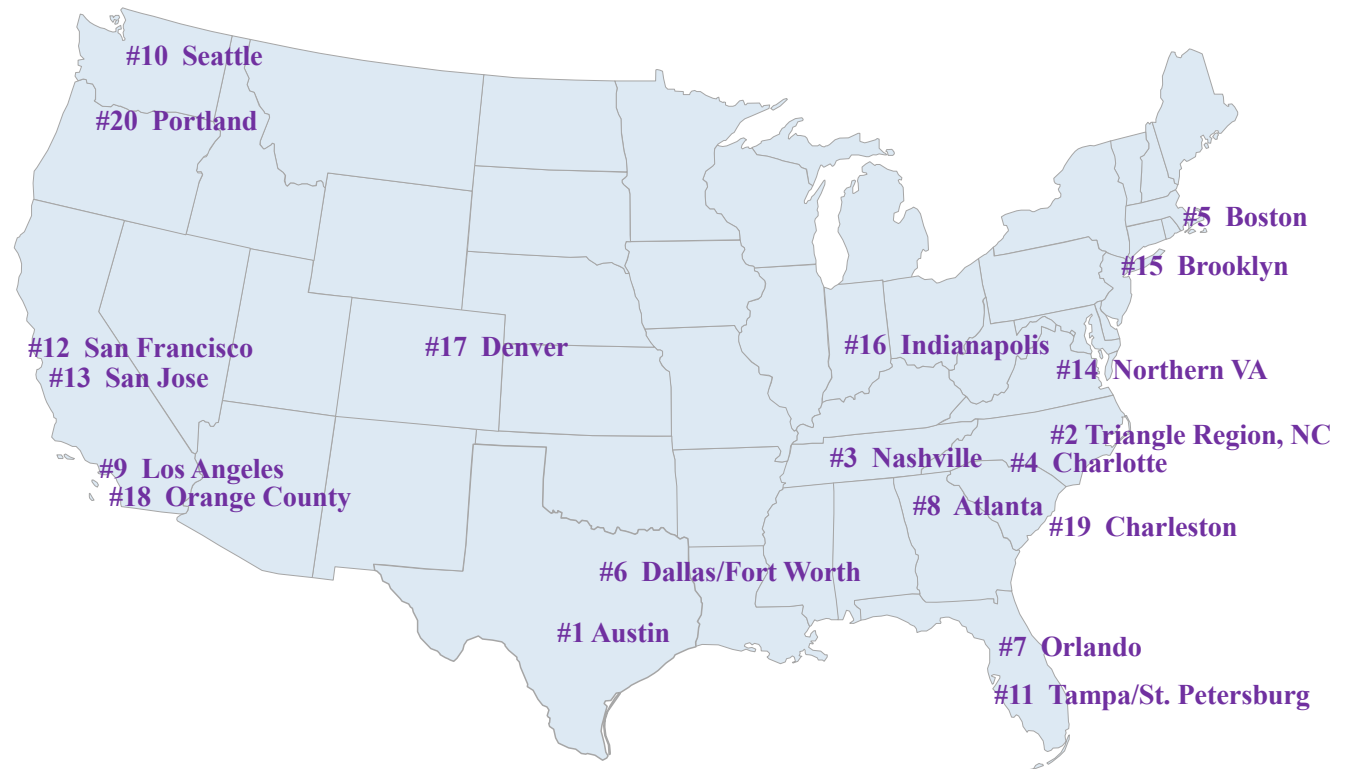 #10 Seattle
#20 Portland
#5 Boston
#15 Brooklyn
#12 San Francisco
#17 Denver
#16 Indianapolis
#13 San Jose
#14 Northern VA
#2 Triangle Region, NC
#3 Nashville
#4 Charlotte
#9 Los Angeles
#18 Orange County
#8 Atlanta
#19 Charleston
#6 Dallas/Fort Worth
#1 Austin
#7 Orlando
#11 Tampa/St. Petersburg